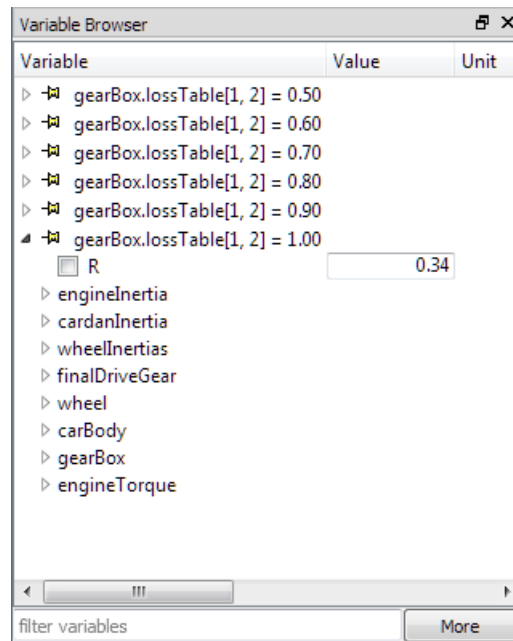 Variable Browser
Variable Value Unit
gearBox.lossTable[1, 2] = 0.50
gearBox.lossTable[1, 2] = 0.60
gearBox.lossTable[1, 2] = 0.70
gearBox.lossTable[1, 2] = 0.80
gearBox.lossTable[1, 2] = 0.90
gearBox.lossTable[1, 2] = 1.00
R 0.34
engineInertia
cardanInertia
wheelInertias
finalDriveGear
wheel
carBody
gearBox
engineTorque
filter variables More